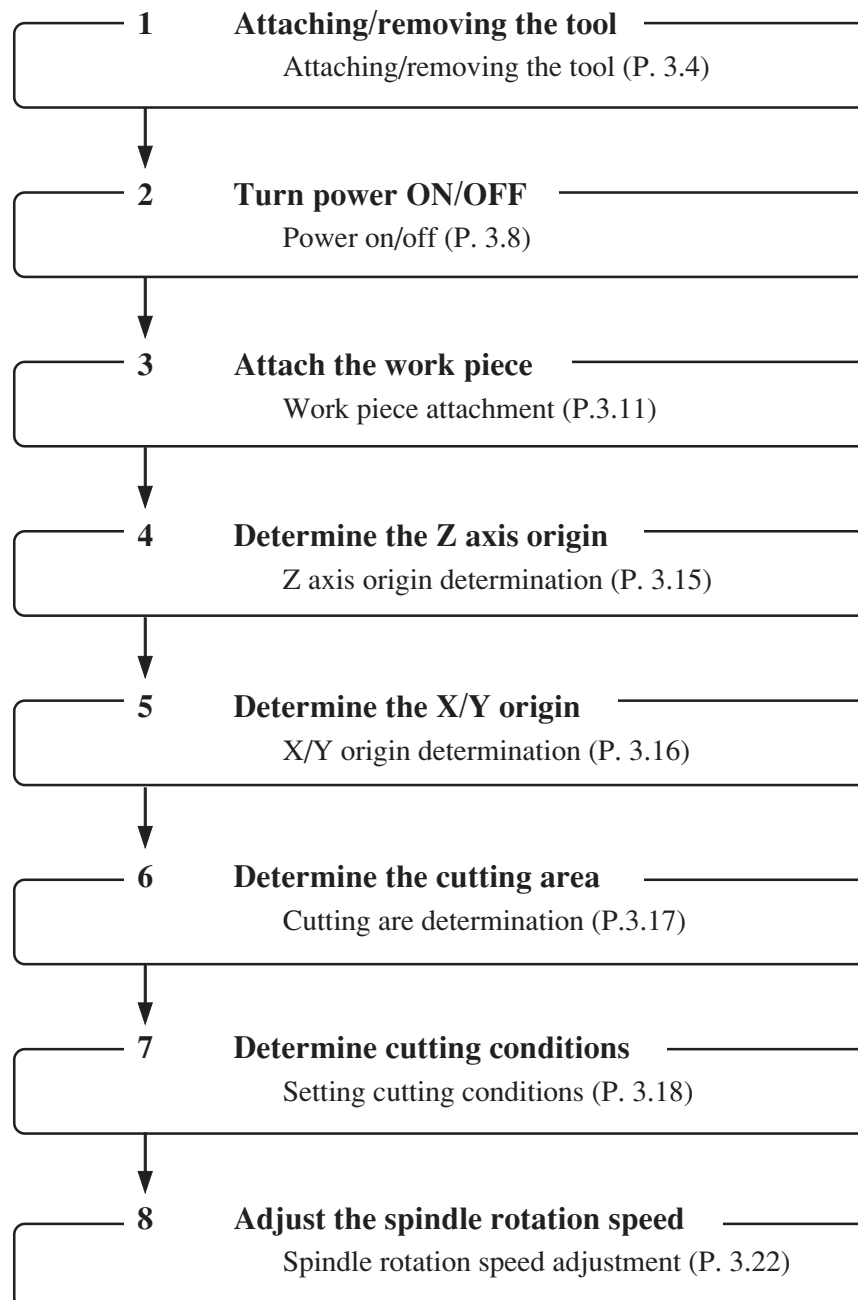 1 Attaching/removing the tool
Attaching/removing the tool (P. 3.4)
2 Turn power ON/OFF
Power on/off (P. 3.8)
3 Attach the work piece
Work piece attachment (P.3.11)
4 Determine the Z axis origin
Z axis origin determination (P. 3.15)
5 Determine the X/Y origin
X/Y origin determination (P. 3.16)
6 Determine the cutting area
Cutting are determination (P.3.17)
7 Determine cutting conditions
Setting cutting conditions (P. 3.18)
8 Adjust the spindle rotation speed
Spindle rotation speed adjustment (P. 3.22)